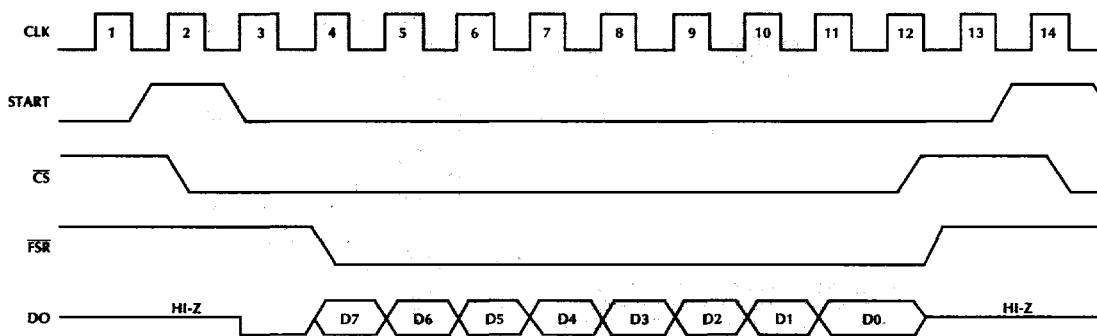 CLK 1 2 3 4 5 6 7 8 9 10 11 12 13 14
START
CS
FSR
DO HI-Z D7 D6 D5 D4 D3 D2 D1 D0 HI-Z